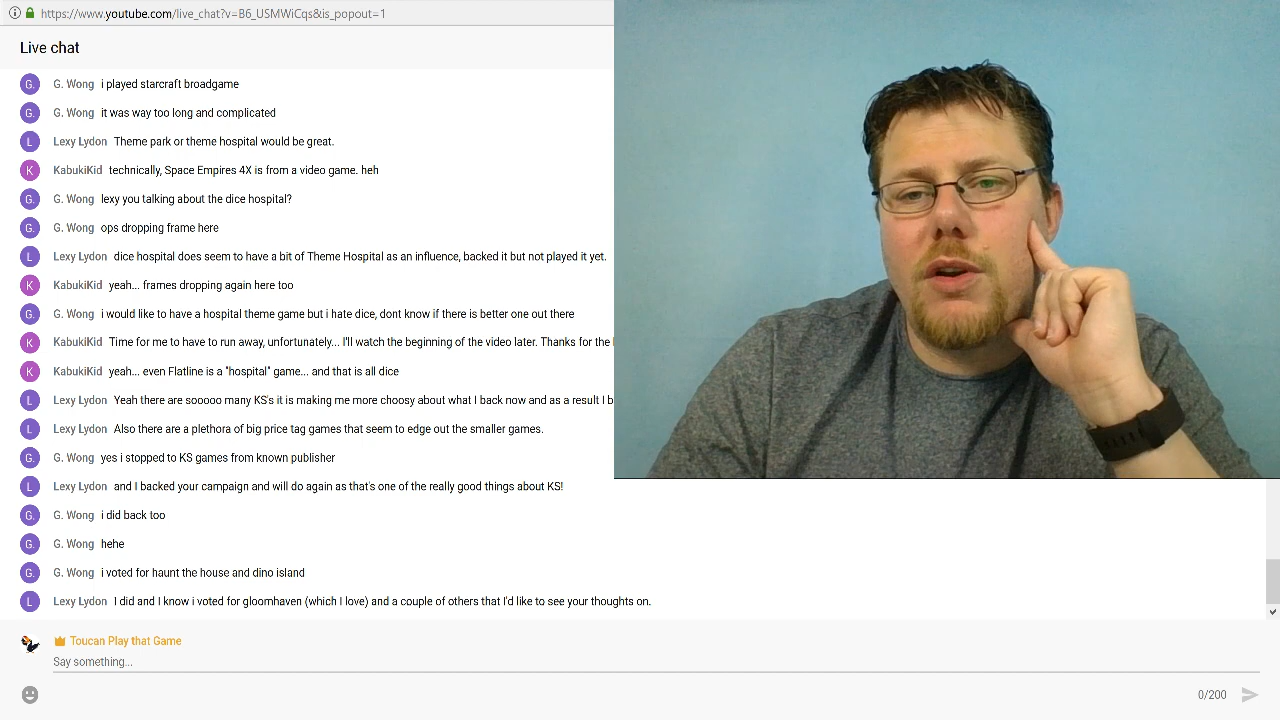 https://www.youtube.com/live_chat?v=B6_USMWiCqs&is_popout=1
Live chat
G. G. Wong i played starcraft broadgame
G. G. Wong it was way too long and complicated
L Lexy Lydon Theme park or theme hospital would be great.
K KabukiKid technically, Space Empires 4X is from a video game. heh
G. G. Wong lexy you talking about the dice hospital?
G. G. Wong ops dropping frame here
L Lexy Lydon dice hospital does seem to have a bit of Theme Hospital as an influence, backed it but not played it yet.
K KabukiKid yeah... frames dropping again here too
G. G. Wong i would like to have a hospital theme game but i hate dice, dont know if there is better one out there
K KabukiKid Time for me to have to run away, unfortunately... I'll watch the beginning of the video later. Thanks for the
K KabukiKid yeah... even Flatline is a "hospital" game... and that is all dice
L Lexy Lydon Yeah there are sooooo many KS's it is making me more choosy about what I back now and as a result I b
L Lexy Lydon Also there are a plethora of big price tag games that seem to edge out the smaller games.
G. G. Wong yes i stopped to KS games from known publisher
L Lexy Lydon and I backed your campaign and will do again as that's one of the really good things about KS!
G. G. Wong i did back too
G. G. Wong hehe
G. G. Wong i voted for haunt the house and dino island
L Lexy Lydon I did and I know i voted for gloomhaven (which I love) and a couple of others that I'd like to see your thoughts on.
Toucan Play that Game
Say something...
0/200